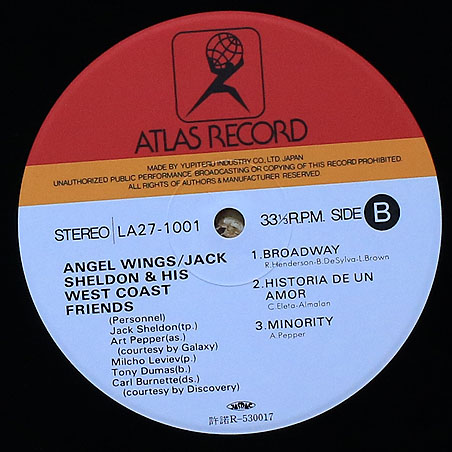 ATLAS RECORD
MADE BY YUPITERU INDUSTRY CO., LTD. JAPAN
UNAUTHORIZED PUBLIC PERFORMANCE, BROADCASTING OR COPYING OF THIS RECORD PROHIBITED.
ALL RIGHTS OF AUTHORS & MANUFACTURER RESERVED.
STEREO LA27-1001
33⅓R.P.M. SIDE B
ANGEL WINGS/JACK
SHELDON & HIS
WEST COAST
FRIENDS
(Personnel)
Jack Sheldon(tp.)
Art Pepper(as.)
(courtesy by Galaxy)
Milcho Leviev(p.)
Tony Dumas(b.)
Carl Burnette(ds.)
(courtesy by Discovery)
1.BROADWAY
R.Henderson-B.DeSylva-L.Brown
2.HISTORIA DE UN
AMOR
C.Eleta-Almalan
3.MINORITY
A.Pepper
許諾R-530017